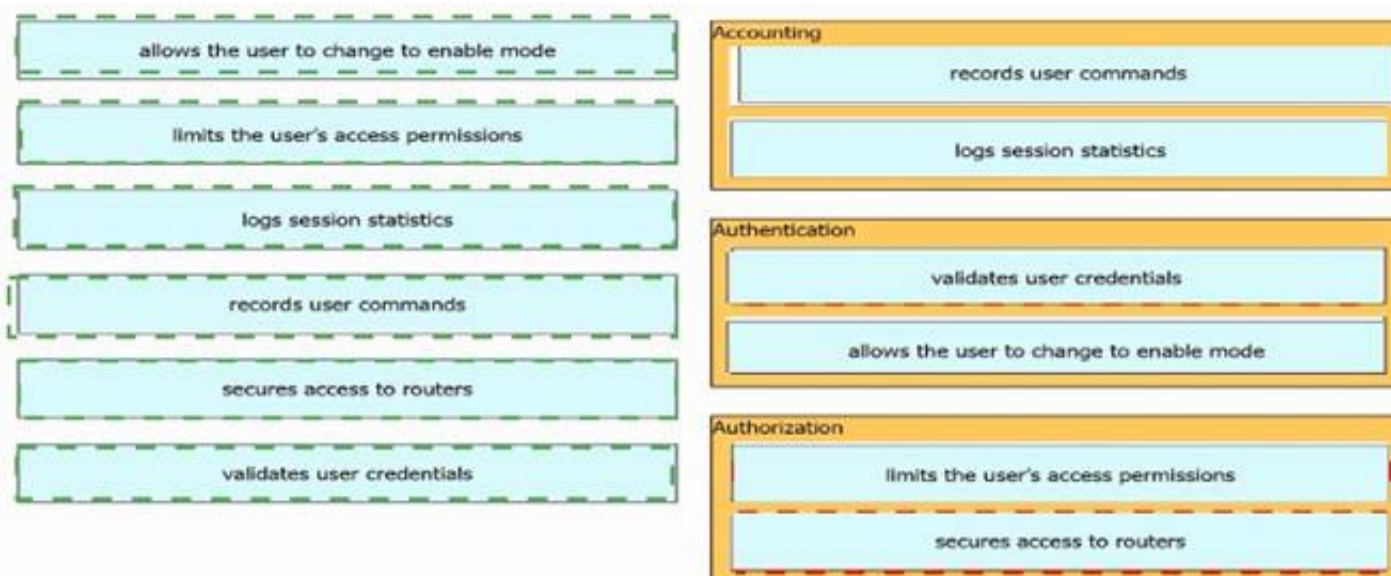 allows the user to change to enable mode
limits the user's access permissions
logs session statistics
records user commands
secures access to routers
validates user credentials
Accounting
records user commands
logs session statistics
Authentication
validates user credentials
allows the user to change to enable mode
Authorization
limits the user's access permissions
secures access to routers